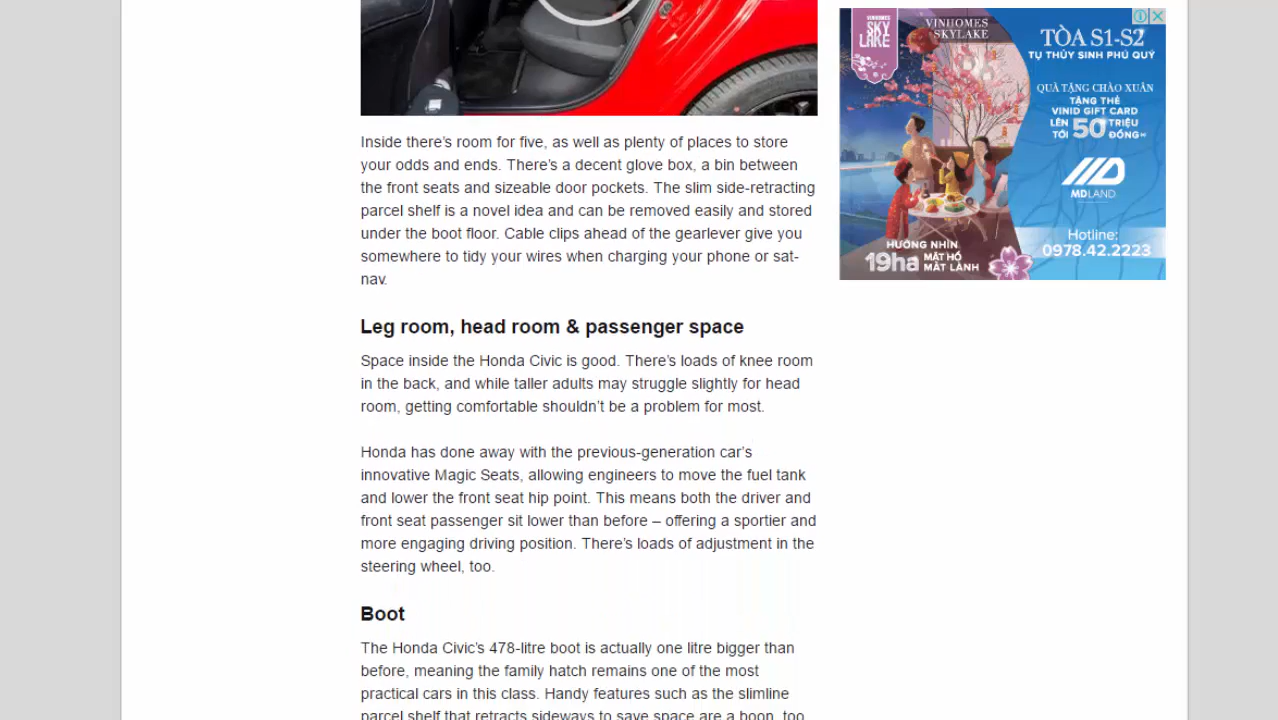 Inside there's room for five, as well as plenty of places to store
your odds and ends. There's a decent glove box, a bin between
the front seats and sizeable door pockets. The slim side-retracting
parcel shelf is a novel idea and can be removed easily and stored
under the boot floor. Cable clips ahead of the gearlever give you
somewhere to tidy your wires when charging your phone or sat-
nav.
Leg room, head room & passenger space
Space inside the Honda Civic is good. There's loads of knee room
in the back, and while taller adults may struggle slightly for head
room, getting comfortable shouldn't be a problem for most.
Honda has done away with the previous-generation car's
innovative Magic Seats, allowing engineers to move the fuel tank
and lower the front seat hip point. This means both the driver and
front seat passenger sit lower than before – offering a sportier and
more engaging driving position. There's loads of adjustment in the
steering wheel, too.
Boot
The Honda Civic's 478-litre boot is actually one litre bigger than
before, meaning the family hatch remains one of the most
practical cars in this class. Handy features such as the slimline
parcel shelf that retracts sideways to save space are a boon, too.
VINHOMES
SKY
LAKE
VINHOMES
SKYLAKE
TÒA S1-S2
TỤ THỦY SINH PHÚ QUÝ
QUÀ TẶNG CHÀO XUÂN
TẶNG THẺ
VINID GIFT CARD
LÊN TỚI 50 TRIỆU ĐỒNG
MDLAND
Hotline:
0978.42.2223
HƯỚNG NHÌN
19ha MẶT HỒ
MÁT LÀNH